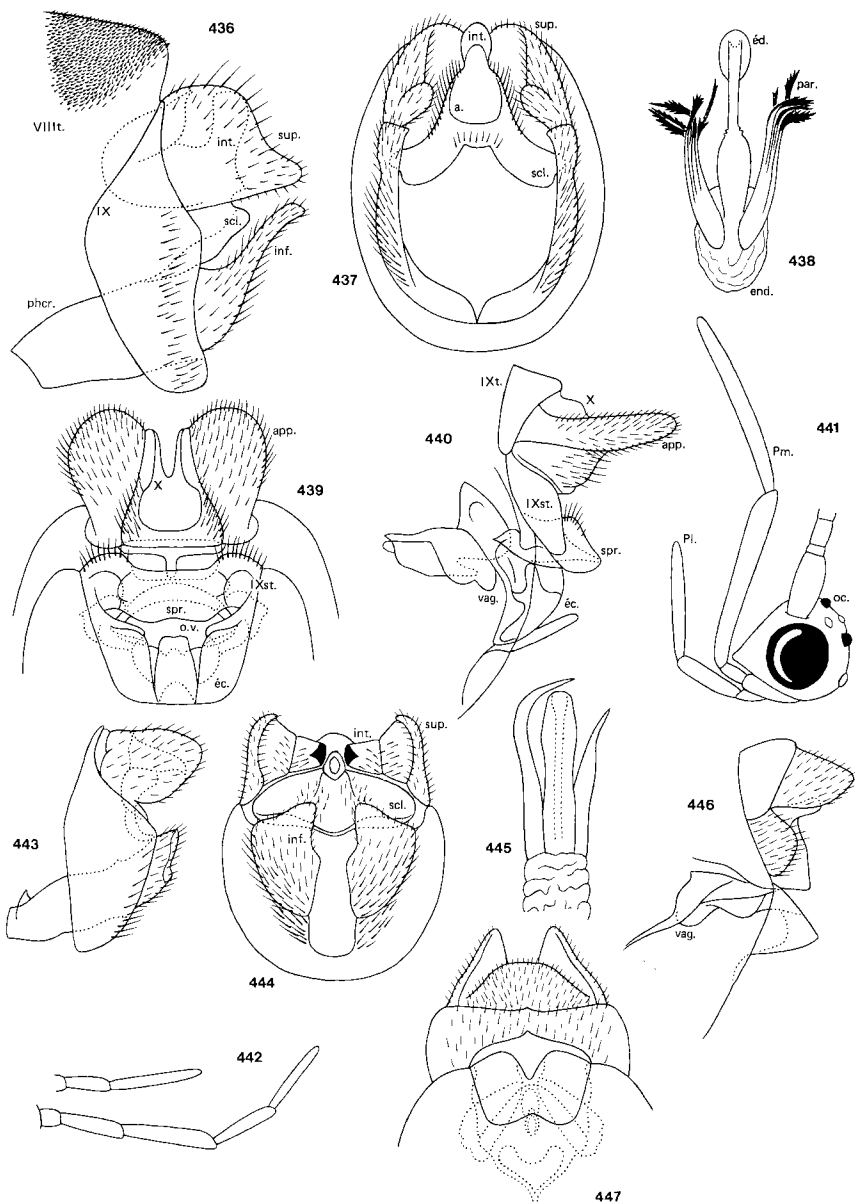 436
VIIIt.
IX
int.
sup.
scl.
inf.
phcr.
int.
sup.
a.
scl.
437
éd.
par.
438
end.
app.
X
439
IXst.
spr.
o.v.
éc.
IXt.
X
440
app.
IXst.
spr.
vag.
éc.
441
Pm.
Pl.
oc.
443
int.
sup.
scl.
inf.
444
445
446
vag.
442
447